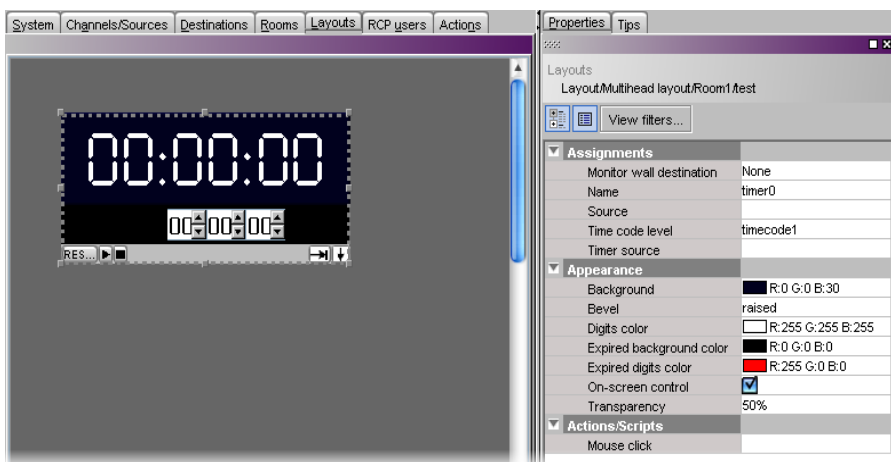 System Channels/Sources Destinations Rooms Layouts RCP users Actions
Properties Tips
Layouts
Layout/Multihead layout/Room1/test
View filters...
00:00:00
00 00 00
RES...
Assignments
Monitor wall destination None
Name timer0
Source
Time code level timecode1
Timer source
Appearance
Background R:0 G:0 B:30
Bevel raised
Digits color R:255 G:255 B:255
Expired background color R:0 G:0 B:0
Expired digits color R:255 G:0 B:0
On-screen control
Transparency 50%
Actions/Scripts
Mouse click